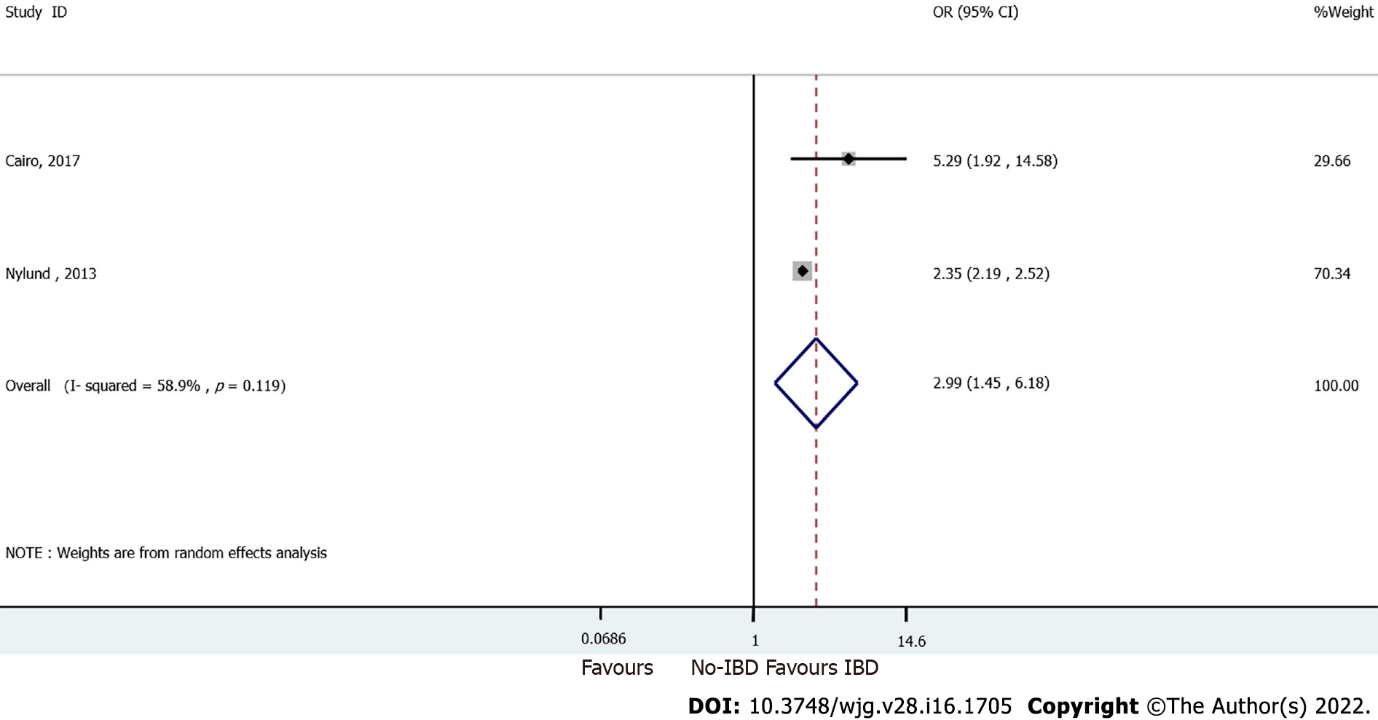 Study ID OR (95% CI) %Weight
Cairo, 2017 5.29 (1.92 , 14.58) 29.66
Nylund , 2013 2.35 (2.19 , 2.52) 70.34
Overall (I- squared = 58.9% , p = 0.119) 2.99 (1.45 , 6.18) 100.00
NOTE : Weights are from random effects analysis
0.0686 1 14.6
Favours No-IBD Favours IBD
DOI: 10.3748/wjg.v28.i16.1705 Copyright ©The Author(s) 2022.